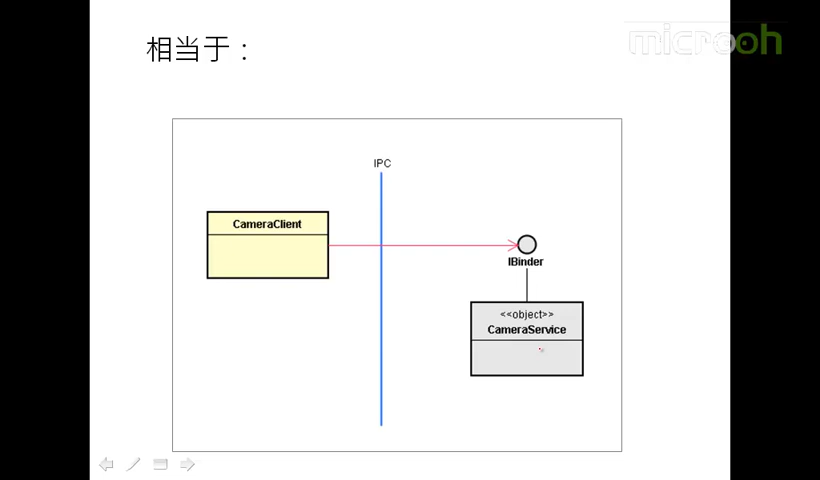 相当于：
microoh
IPC
CameraClient
IBinder
<<object>>
CameraService